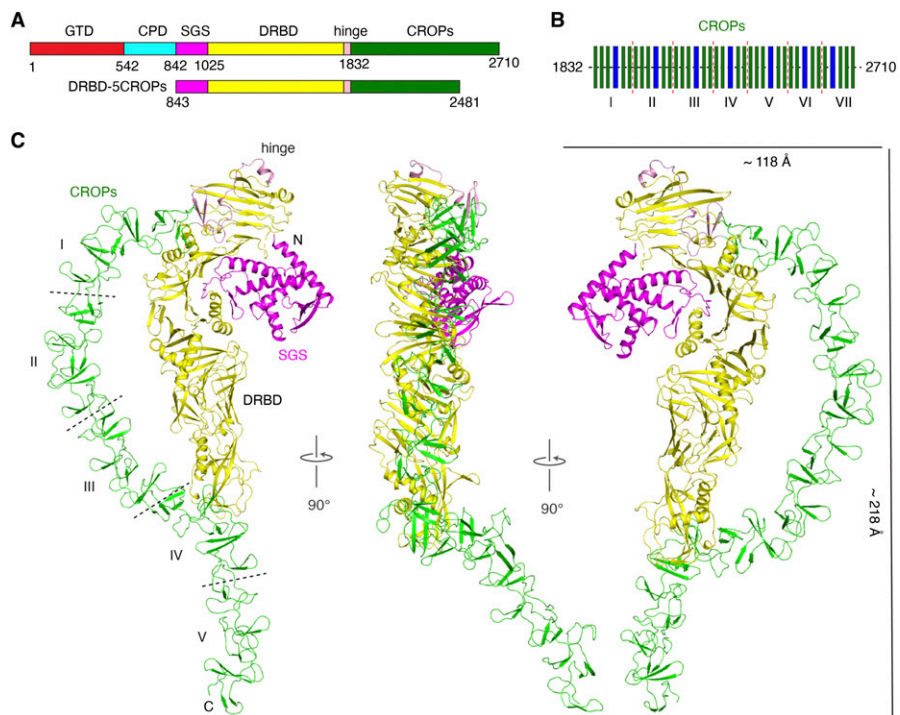 A
GTD CPD SGS DRBD hinge CROPs
1 542 842 1025 1832 2710
DRBD-5CROPs
843 2481
B
CROPs
1832 2710
I II III IV V VI VII
C
hinge
~ 118 Å
CROPs
N
I
SGS
II
DRBD
III
90° 90°
~ 218 Å
IV
V
C